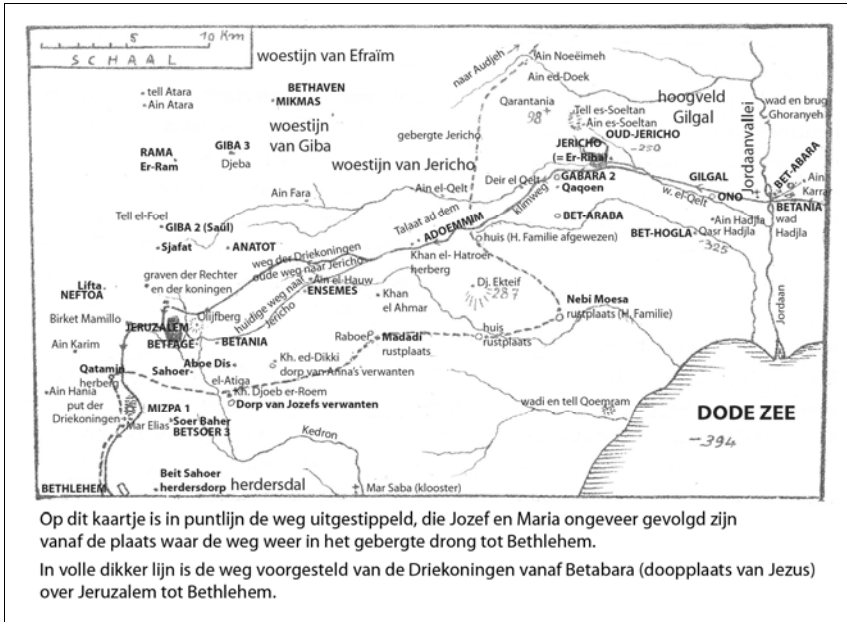 5 10 Km
SCHAAL
woestijn van Efraïm
naar Audjeh
Ain Noeëimeh
Ain ed-Doek
tell Atara
Ain Atara
BETHAVEN
MIKMAS
Qarantania
98
hoogveld
Gilgal
Jordaanvallei
wad en brug
Ghoranyeh
woestijn
van Giba
gebergte Jericho
Tell es-Soeltan
Ain es-Soeltan
OUD-JERICHO
-250
RAMA
Er-Ram
GIBA 3
Djeba
woestijn van Jericho
JERICHO
(= Er-Riha)
BET-ABARA
Ain
Karrar
Deir el Qelt
GABARA 2
Qaqoen
GILGAL
ONO
w. el-Qelt
BETANIA
wad
Hadjla
Ain Fara
Ain el-Qelt
klimweg
Tell el-Foel
GIBA 2 (Saül)
Talaat ad dem
ADOEMMIM
BET-ARABA
Ain Hadjla
Qasr Hadjla
BET-HOGLA
-325
Sjafat
ANATOT
weg der Driekoningen
oude weg naar Jericho
huis (H. Familie afgewezen)
Khan el- Hatroer
herberg
graven der Rechter
en der koningen
huidige weg naar
Jericho
Ain el-Hauw
ENSEMES
Khan
el Ahmar
Dj. Ekteif
287
Lifta
NEFTOA
Nebi Moesa
rustplaats (H. Familie)
Jordaan
Birket Mamillo
Olijfberg
JERUZALEM
BETFAGE
BETANIA
Raboe
Madadi
rustplaats
huis
rustplaats
Ain Karim
Aboe Dis
Sahoer
Kh. ed-Dikki
dorp van Anna's verwanten
Qatamin
herberg
el-Atiga
Kh. Djoeb er-Roem
Dorp van Jozefs verwanten
Ain Hania
put der
Driekoningen
MIZPA 1
Soer Baher
BETSOER 3
Mar Elias
wadi en tell Qoemram
DODE ZEE
-394
Kedron
BETHLEHEM
Beit Sahoer
herdersdorp
herdersdal
Mar Saba (klooster)
Op dit kaartje is in puntlijn de weg uitgestippeld, die Jozef en Maria ongeveer gevolgd zijn
vanaf de plaats waar de weg weer in het gebergte drong tot Bethlehem.
In volle dikker lijn is de weg voorgesteld van de Driekoningen vanaf Betabara (doopplaats van Jezus)
over Jeruzalem tot Bethlehem.